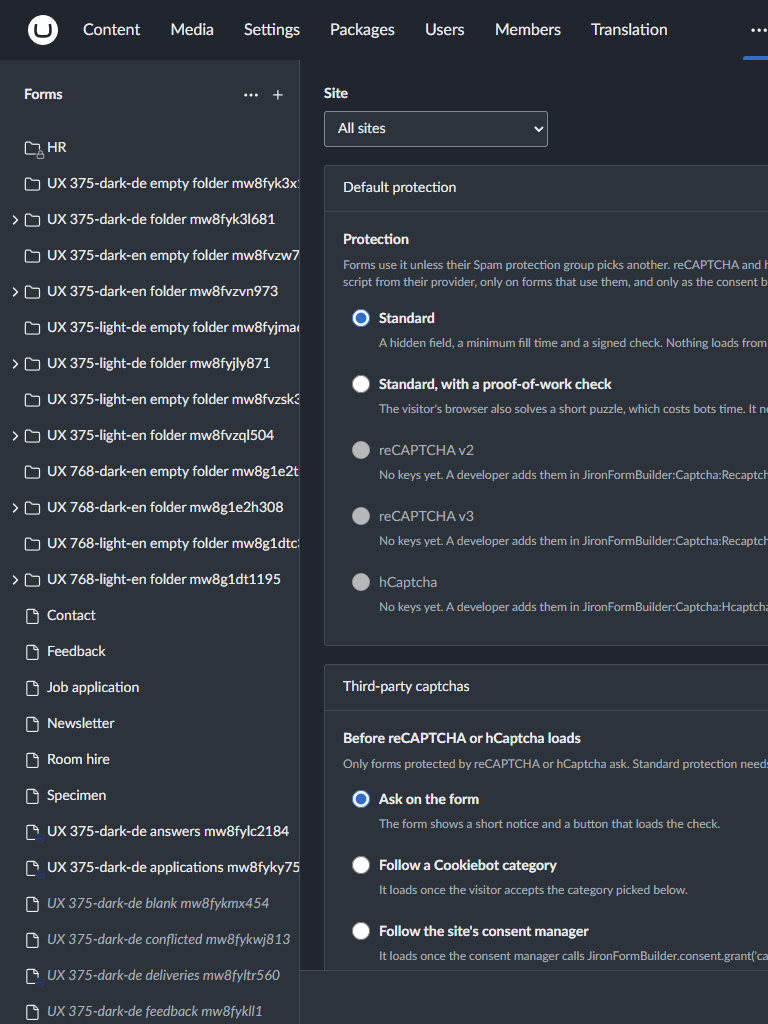 Content Media Settings Packages Users Members Translation
Forms
HR
UX 375-dark-de empty folder mw8fyk3x
UX 375-dark-de folder mw8fyk3l681
UX 375-dark-en empty folder mw8fvzw7
UX 375-dark-en folder mw8fvzvn973
UX 375-light-de empty folder mw8fyjma
UX 375-light-de folder mw8fyjly871
UX 375-light-en empty folder mw8fvzsk3
UX 375-light-en folder mw8fvzql504
UX 768-dark-en empty folder mw8g1e2t
UX 768-dark-en folder mw8g1e2h308
UX 768-light-en empty folder mw8g1dtc
UX 768-light-en folder mw8g1dt1195
Contact
Feedback
Job application
Newsletter
Room hire
Specimen
UX 375-dark-de answers mw8fylc2184
UX 375-dark-de applications mw8fyky75
UX 375-dark-de blank mw8fykmx454
UX 375-dark-de conflicted mw8fykwj813
UX 375-dark-de deliveries mw8fyltr560
UX 375-dark-de feedback mw8fykll1
Site
All sites
Default protection
Protection
Forms use it unless their Spam protection group picks another. reCAPTCHA and
script from their provider, only on forms that use them, and only as the consent
Standard
A hidden field, a minimum fill time and a signed check. Nothing loads from
Standard, with a proof-of-work check
The visitor's browser also solves a short puzzle, which costs bots time. It
reCAPTCHA v2
No keys yet. A developer adds them in JironFormBuilder:Captcha:Recaptch
reCAPTCHA v3
No keys yet. A developer adds them in JironFormBuilder:Captcha:Recaptch
hCaptcha
No keys yet. A developer adds them in JironFormBuilder:Captcha:Hcaptcha
Third-party captchas
Before reCAPTCHA or hCaptcha loads
Only forms protected by reCAPTCHA or hCaptcha ask. Standard protection needs
Ask on the form
The form shows a short notice and a button that loads the check.
Follow a Cookiebot category
It loads once the visitor accepts the category picked below.
Follow the site's consent manager
It loads once the consent manager calls JironFormBuilder.consent.grant('ca